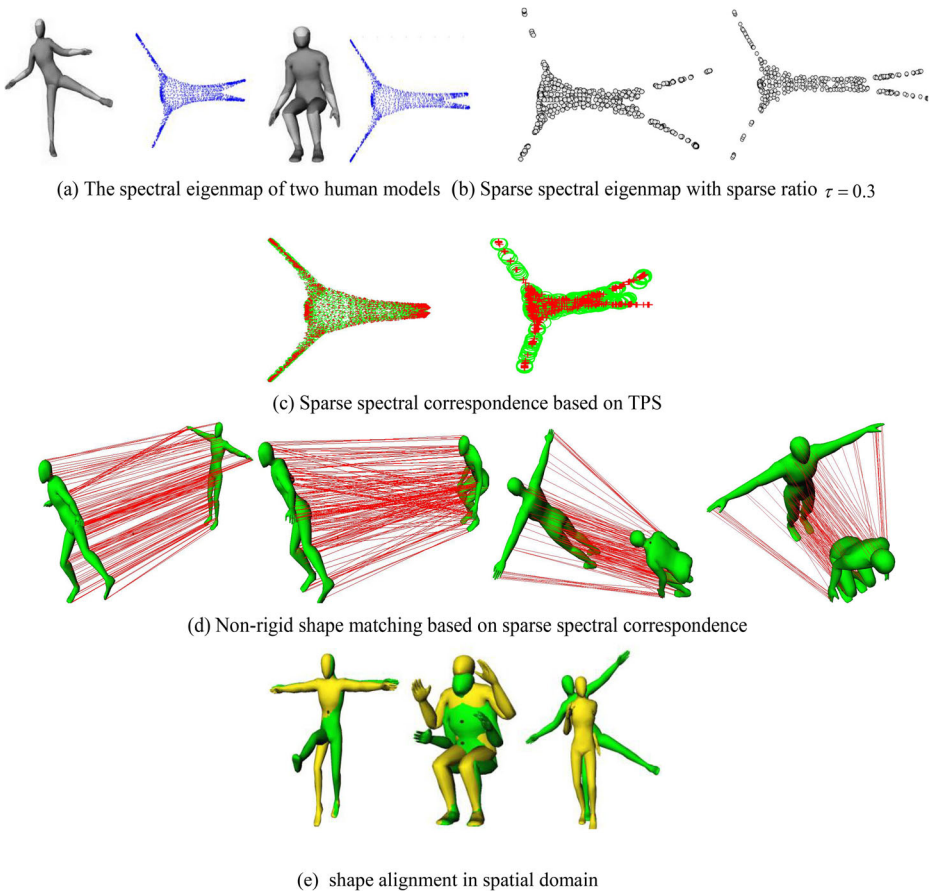 (a) The spectral eigenmap of two human models
(b) Sparse spectral eigenmap with sparse ratio τ = 0.3
(c) Sparse spectral correspondence based on TPS
(d) Non-rigid shape matching based on sparse spectral correspondence
(e) shape alignment in spatial domain